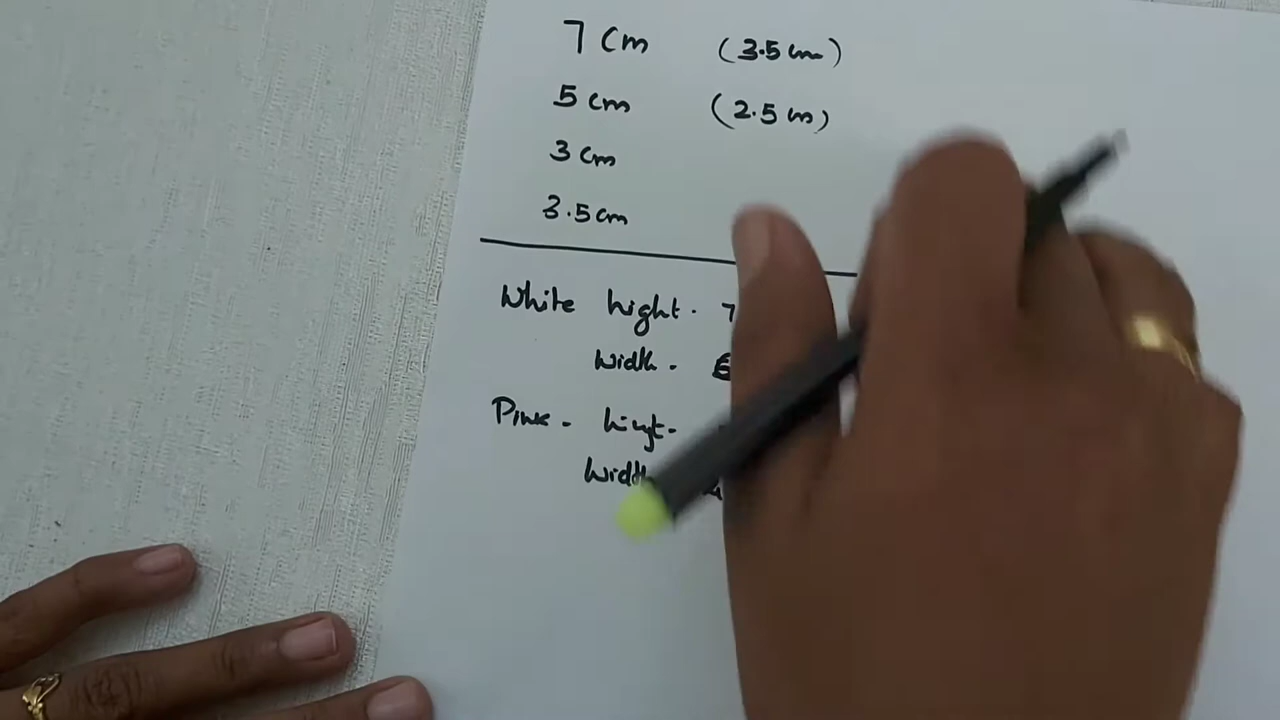 7 cm (3.5 cm)
5 cm (2.5 cm)
3 cm
3.5 cm
White hight. 7
Width.
Pink - hight-
Width